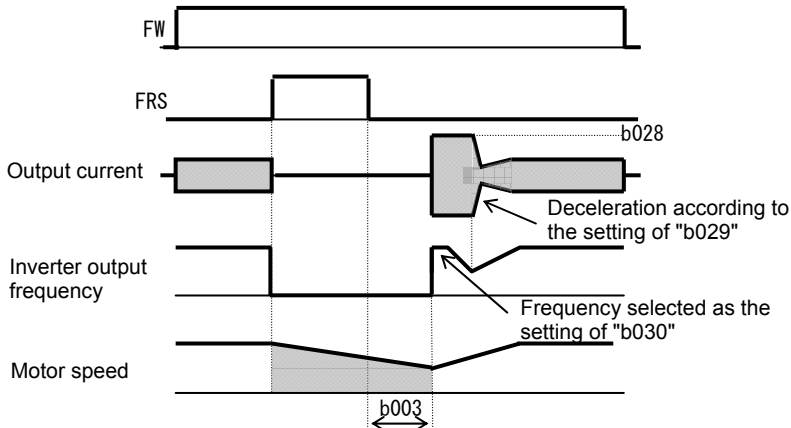 FW
FRS
b028
Output current
Deceleration according to
the setting of "b029"
Inverter output
frequency
Frequency selected as the
setting of "b030"
Motor speed
b003